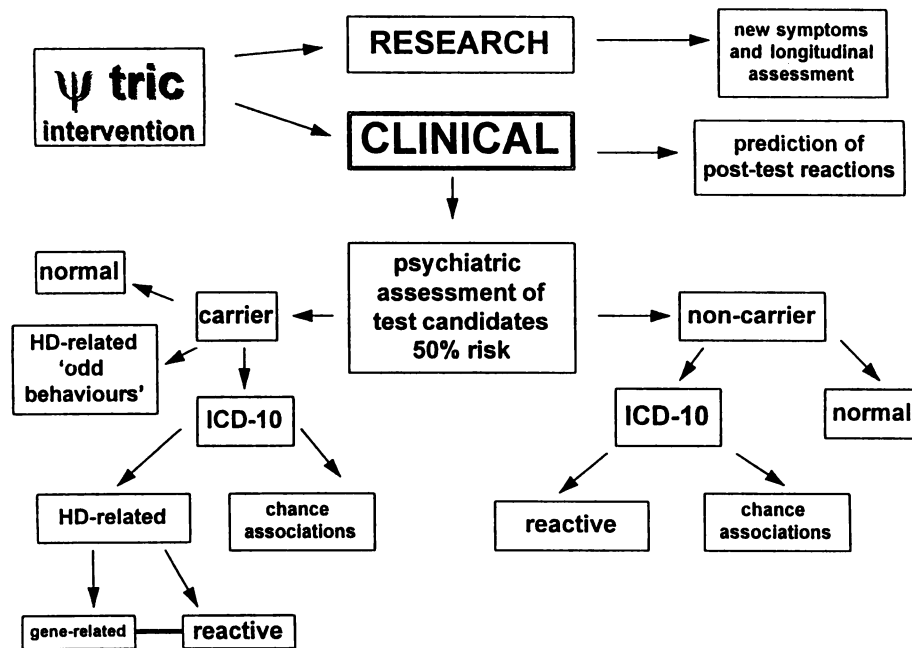 Ψ tric
intervention
RESEARCH
new symptoms
and longitudinal
assessment
CLINICAL
prediction of
post-test reactions
psychiatric
assessment of
test candidates
50% risk
normal
carrier
HD-related
‘odd
behaviours’
ICD-10
HD-related
chance
associations
gene-related
reactive
non-carrier
ICD-10
normal
reactive
chance
associations